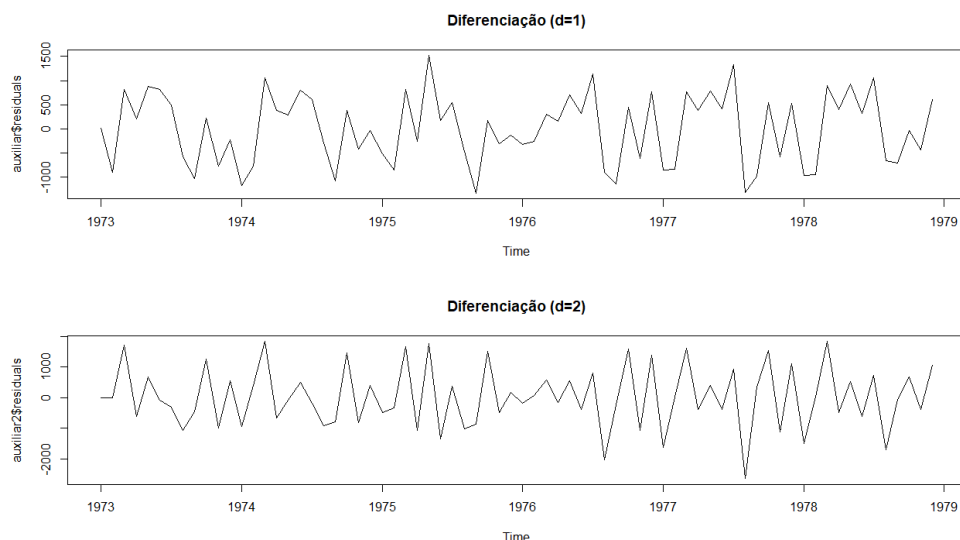 Diferenciação (d=1)
auxiliar$residuals
1500
500
0
-1000
1973 1974 1975 1976 1977 1978 1979
Time
Diferenciação (d=2)
auxiliar2$residuals
1000
0
-2000
1973 1974 1975 1976 1977 1978 1979
Time